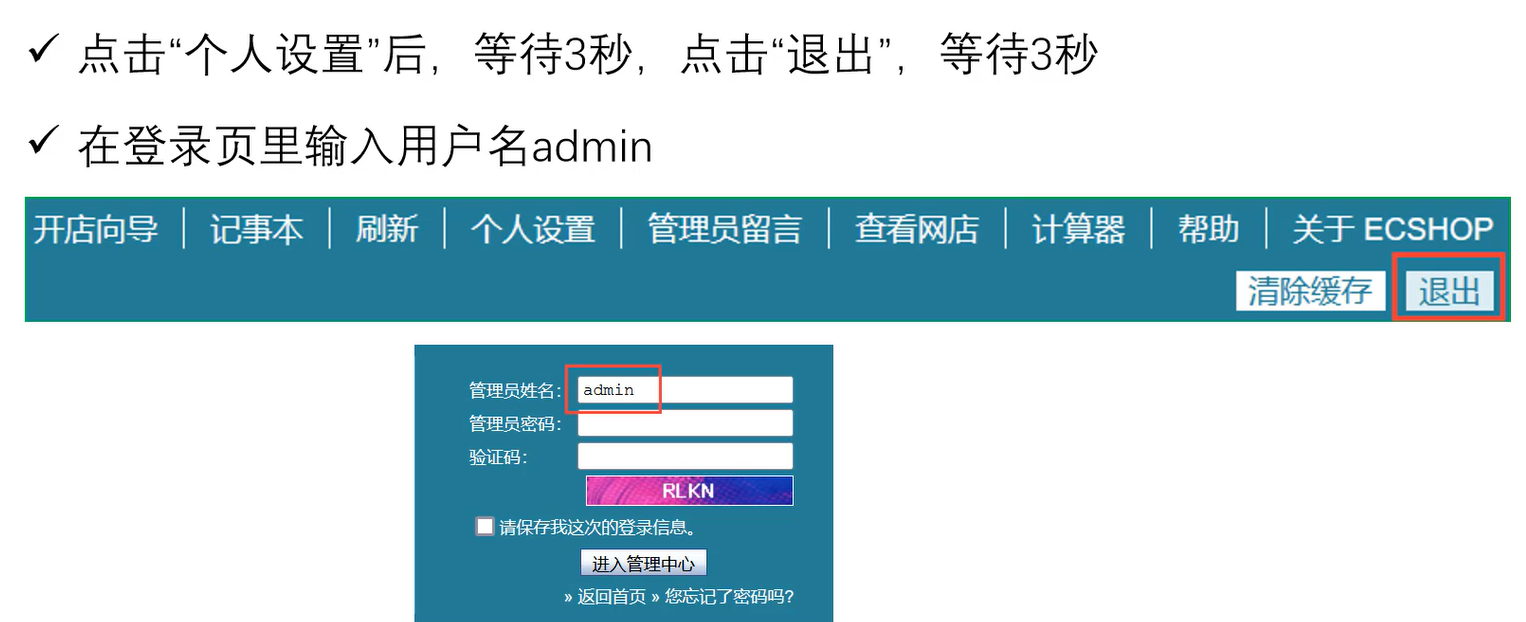 ✓ 点击“个人设置”后，等待3秒，点击“退出”，等待3秒
✓ 在登录页里输入用户名admin
开店向导 | 记事本 | 刷新 | 个人设置 | 管理员留言 | 查看网店 | 计算器 | 帮助 | 关于 ECSHOP
清除缓存 退出
管理员姓名: admin
管理员密码:
验证码:
RLKN
请保存我这次的登录信息。
进入管理中心
» 返回首页 » 您忘记了密码吗?